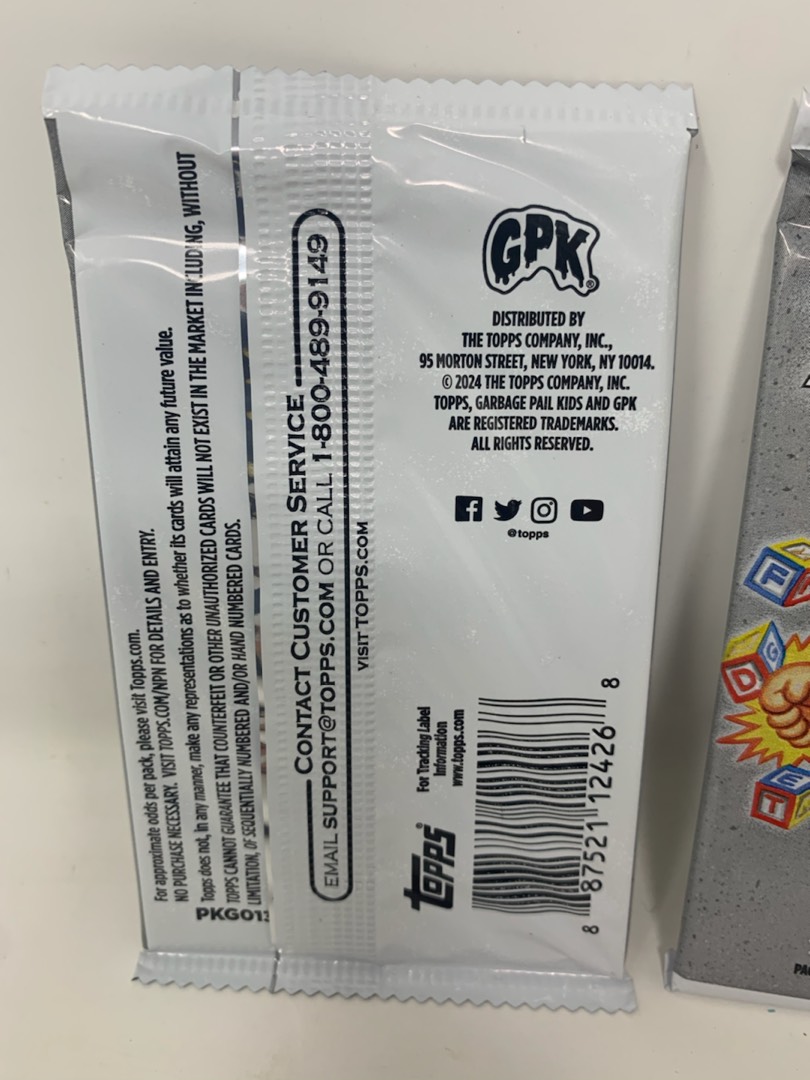 For approximate odds per pack, please visit Topps.com.
NO PURCHASE NECESSARY. VISIT TOPPS.COM/NPN FOR DETAILS AND ENTRY.
Topps does not, in any manner, make any representations as to whether its cards will attain any future value.
TOPPS CANNOT GUARANTEE THAT COUNTERFEIT OR OTHER UNAUTHORIZED CARDS WILL NOT EXIST IN THE MARKET INCLUDING, WITHOUT
LIMITATION, OF SEQUENTIALLY NUMBERED AND/OR HAND NUMBERED CARDS.
PKG01
CONTACT CUSTOMER SERVICE
EMAIL SUPPORT@TOPPS.COM OR CALL 1-800-489-9149
VISIT TOPPS.COM
GPK®
DISTRIBUTED BY
THE TOPPS COMPANY, INC.,
95 MORTON STREET, NEW YORK, NY 10014.
© 2024 THE TOPPS COMPANY, INC.
TOPPS, GARBAGE PAIL KIDS AND GPK
ARE REGISTERED TRADEMARKS.
ALL RIGHTS RESERVED.
@topps
topps®
For Tracking Label
Information
www.topps.com
8 87521 12426 8
F
G
D
E
T
PA